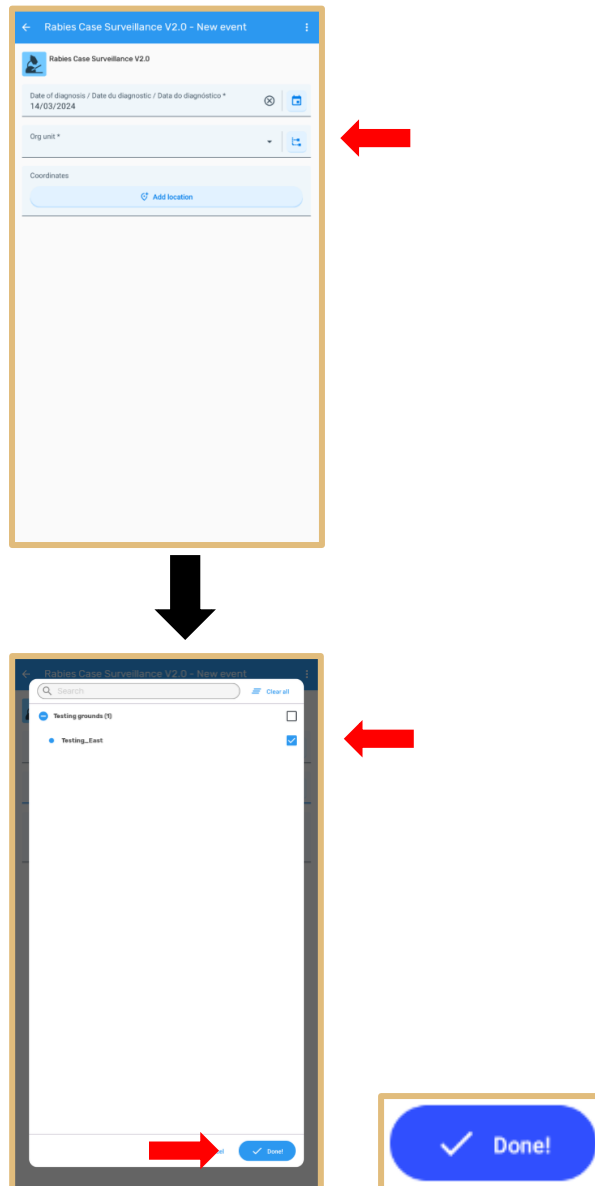 Rabies Case Surveillance V2.0 - New event
Rabies Case Surveillance V2.0
Date of diagnosis / Date du diagnostic / Data do diagnóstico *
14/03/2024
Org unit *
Coordinates
Add location
Rabies Case Surveillance V2.0 - New event
Search
Clear all
Testing grounds (1)
Testing_East
Done!
Done!